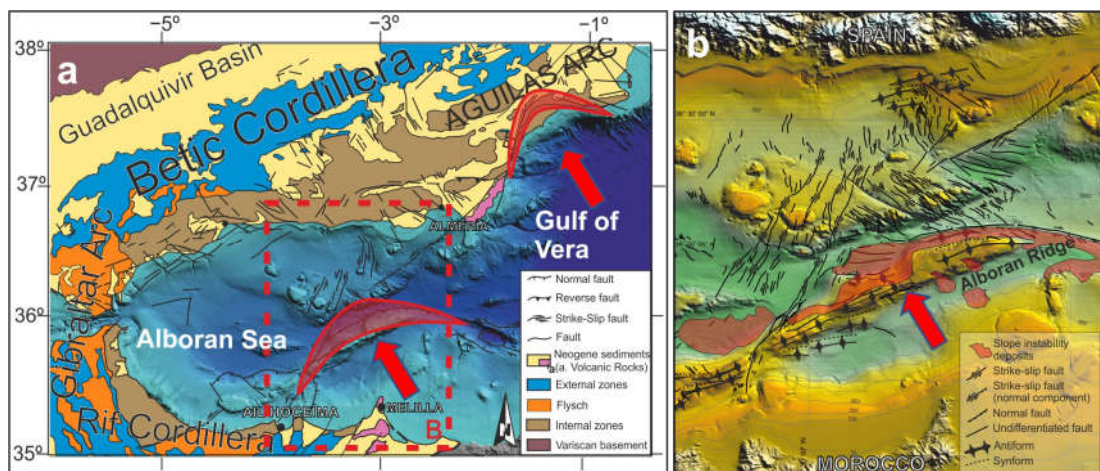 −5° −3° −1°
38°
37°
36°
35°
a
Guadalquivir Basin
Betic Cordillera
AGUILAS ARC
Gibraltar Arc
Gulf of
Vera
ALMERIA
Alboran Sea
AL HOCEIMA
MELILLA
Rif Cordillera
B
Normal fault
Reverse fault
Strike-Slip fault
Fault
Neogene sediments
a (a. Volcanic Rocks)
External zones
Flysch
Internal zones
Variscan basement
b
SPAIN
Alboran Ridge
MOROCCO
Slope instability
deposits
Strike-slip fault
Strike-slip fault
(normal component)
Normal fault
Undifferentiated fault
Antiform
Synform